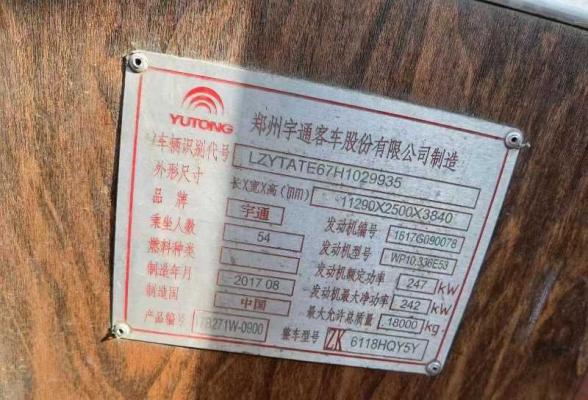 YUTONG
郑州宇通客车股份有限公司制造
车辆识别代号 LZYTATE67H1029935
外形尺寸 长X宽X高(mm) 11290X2500X3840
品牌 宇通 发动机编号 1617G090078
乘坐人数 54 发动机型号 WP10.336E53
燃料种类 发动机额定功率 247 kW
制造年月 2017 08 发动机最大净功率 242 kW
制造国 中国 最大允许总质量 18000 kg
产品编号 整车型号 ZK 6118HQY5Y